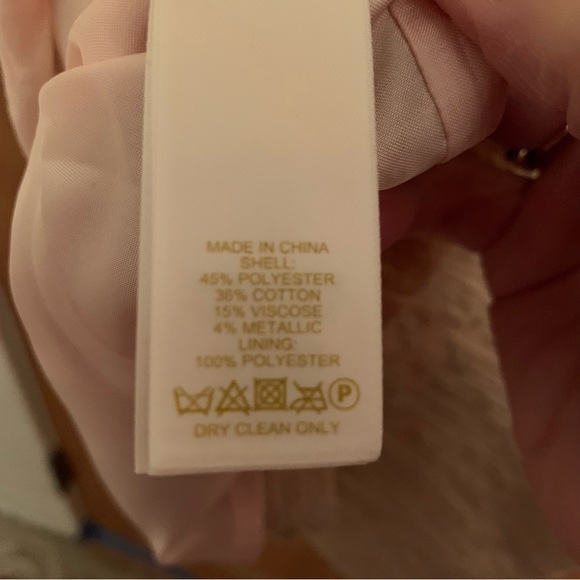 MADE IN CHINA
SHELL:
45% POLYESTER
36% COTTON
15% VISCOSE
4% METALLIC
LINING:
100% POLYESTER
P
DRY CLEAN ONLY